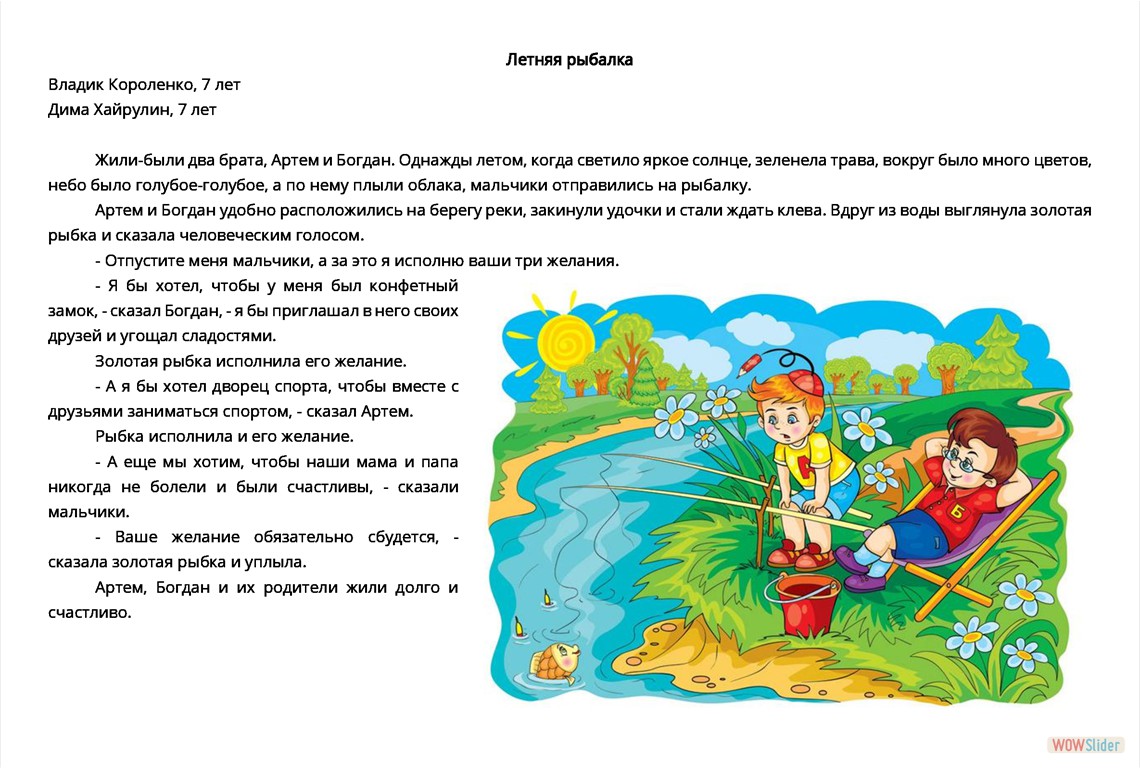 Летняя рыбалка
Владик Короленко, 7 лет
Дима Хайрулин, 7 лет
Жили-были два брата, Артем и Богдан. Однажды летом, когда светило яркое солнце, зеленела трава, вокруг было много цветов,
небо было голубое-голубое, а по нему плыли облака, мальчики отправились на рыбалку.
Артем и Богдан удобно расположились на берегу реки, закинули удочки и стали ждать клева. Вдруг из воды выглянула золотая
рыбка и сказала человеческим голосом.
- Отпустите меня мальчики, а за это я исполню ваши три желания.
- Я бы хотел, чтобы у меня был конфетный
замок, - сказал Богдан, - я бы приглашал в него своих
друзей и угощал сладостями.
Золотая рыбка исполнила его желание.
- А я бы хотел дворец спорта, чтобы вместе с
друзьями заниматься спортом, - сказал Артем.
Рыбка исполнила и его желание.
- А еще мы хотим, чтобы наши мама и папа
никогда не болели и были счастливы, - сказали
мальчики.
- Ваше желание обязательно сбудется, -
сказала золотая рыбка и уплыла.
Артем, Богдан и их родители жили долго и
счастливо.
Б
WOWSlider